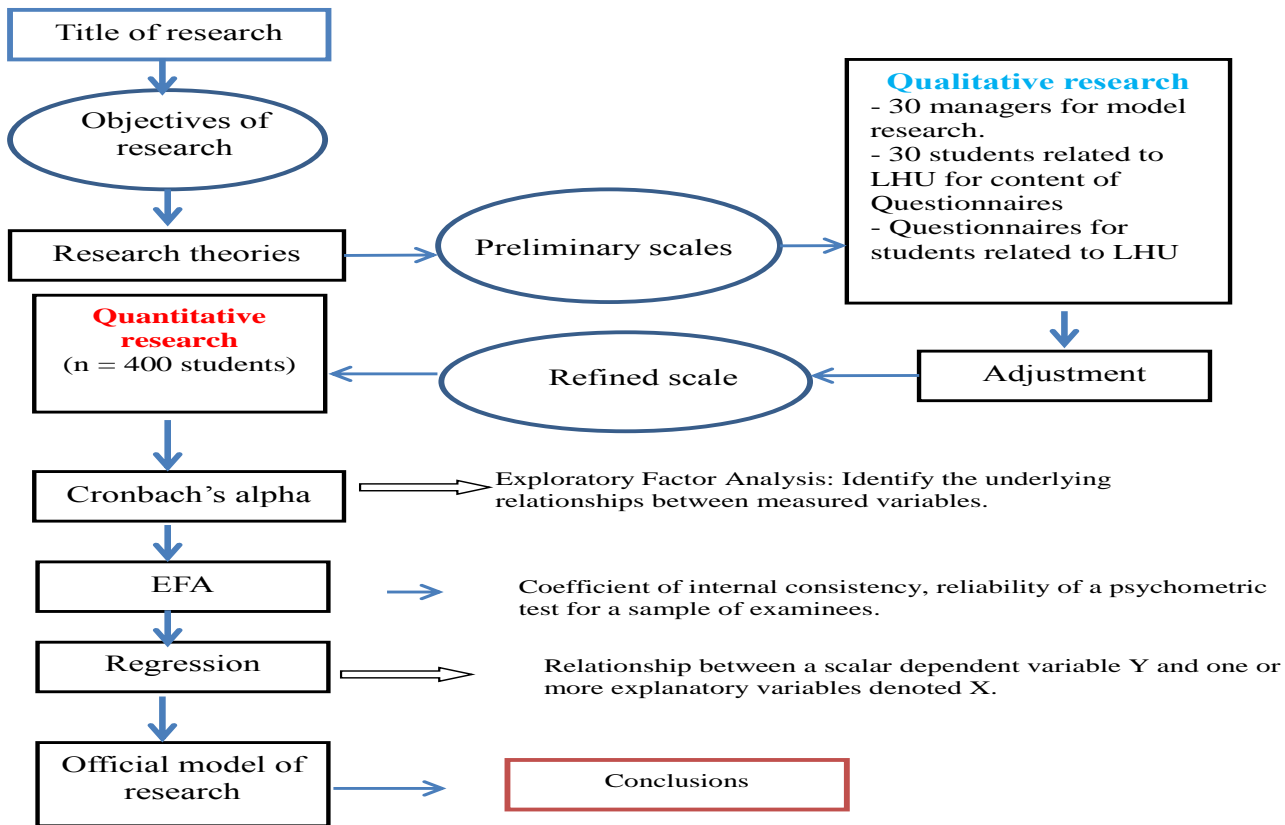 Title of research
Objectives of
research
Research theories
Preliminary scales
Qualitative research
- 30 managers for model
research.
- 30 students related to
LHU for content of
Questionnaires
- Questionnaires for
students related to LHU
Adjustment
Refined scale
Quantitative
research
(n = 400 students)
Cronbach’s alpha
Exploratory Factor Analysis: Identify the underlying
relationships between measured variables.
EFA
Coefficient of internal consistency, reliability of a psychometric
test for a sample of examinees.
Regression
Relationship between a scalar dependent variable Y and one or
more explanatory variables denoted X.
Official model of
research
Conclusions